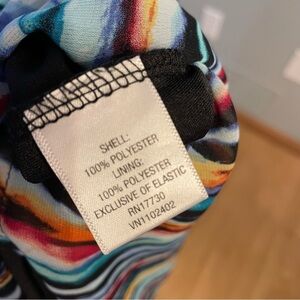 SHELL:
100% POLYESTER
LINING:
100% POLYESTER
EXCLUSIVE OF ELASTIC
RN17730
VN1102402